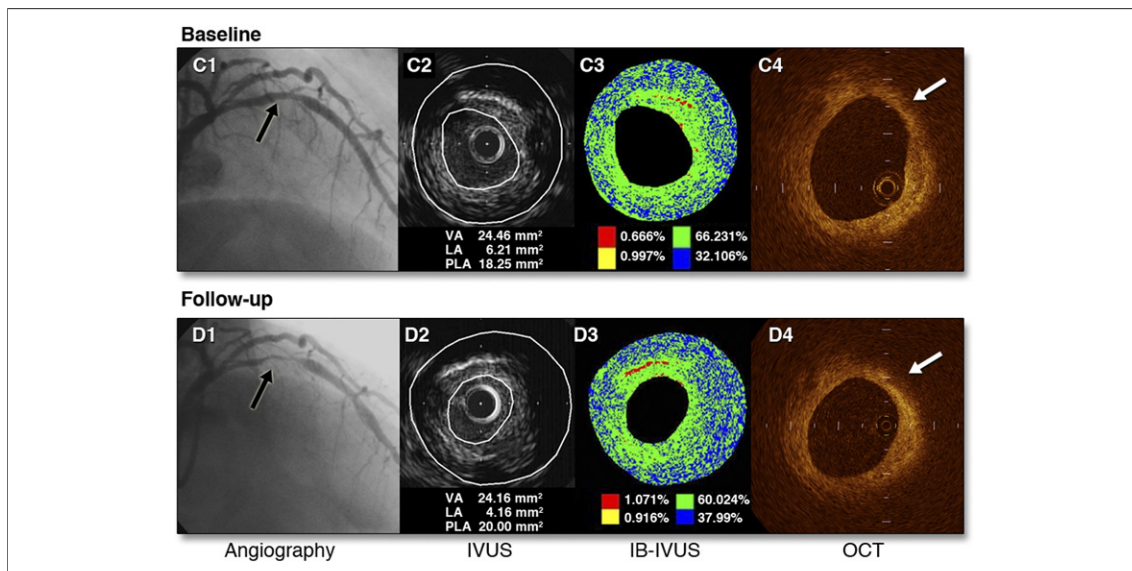 Baseline
C1
C2
C3
C4
VA 24.46 mm²
LA 6.21 mm²
PLA 18.25 mm²
0.666% 66.231%
0.997% 32.106%
Follow-up
D1
D2
D3
D4
VA 24.16 mm²
LA 4.16 mm²
PLA 20.00 mm²
1.071% 60.024%
0.916% 37.99%
Angiography IVUS IB-IVUS OCT